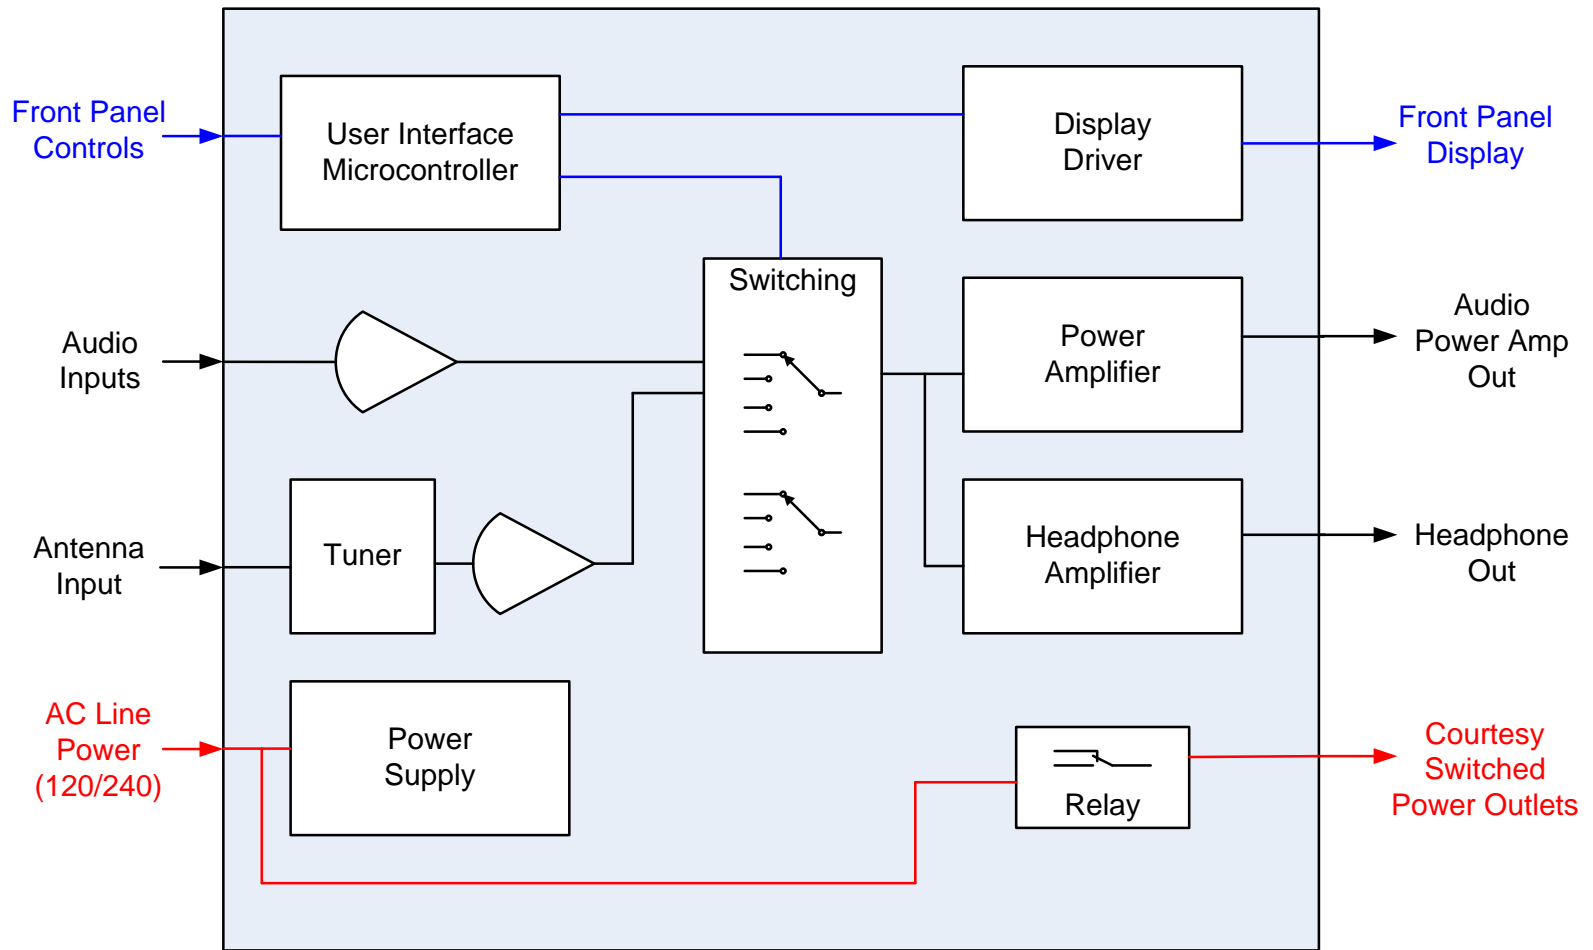 Front Panel
Controls
User Interface
Microcontroller
Display
Driver
Front Panel
Display
Audio
Inputs
Switching
Power
Amplifier
Audio
Power Amp
Out
Antenna
Input
Tuner
Headphone
Amplifier
Headphone
Out
AC Line
Power
(120/240)
Power
Supply
Relay
Courtesy
Switched
Power Outlets